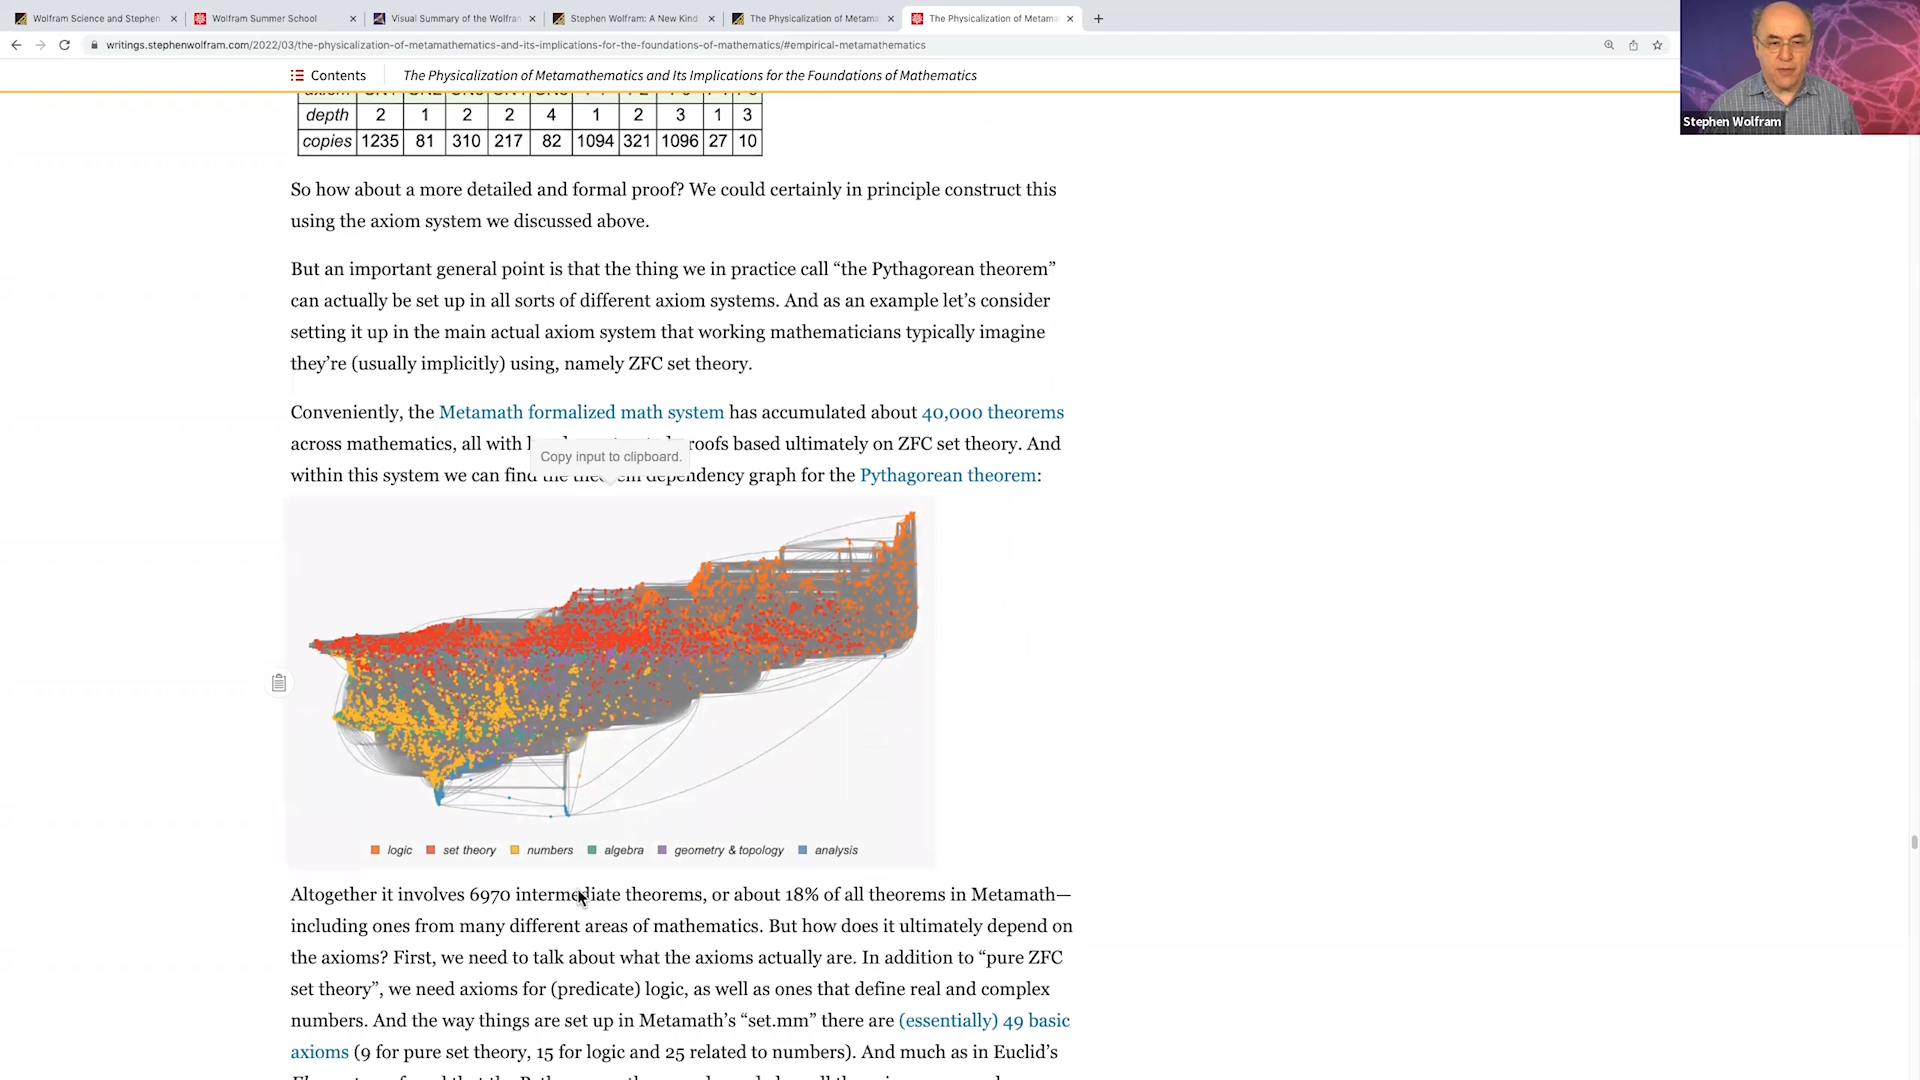 Wolfram Science and Stephen
Wolfram Summer School
Visual Summary of the Wolfran
Stephen Wolfram: A New Kind
The Physicalization of Metama
The Physicalization of Metama
writings.stephenwolfram.com/2022/03/the-physicalization-of-metamathematics-and-its-implications-for-the-foundations-of-mathematics/#empirical-metamathematics
Contents
The Physicalization of Metamathematics and Its Implications for the Foundations of Mathematics
Stephen Wolfram
depth 2 1 2 2 4 1 2 3 1 3
copies 1235 81 310 217 82 1094 321 1096 27 10
So how about a more detailed and formal proof? We could certainly in principle construct this
using the axiom system we discussed above.
But an important general point is that the thing we in practice call “the Pythagorean theorem”
can actually be set up in all sorts of different axiom systems. And as an example let’s consider
setting it up in the main actual axiom system that working mathematicians typically imagine
they’re (usually implicitly) using, namely ZFC set theory.
Conveniently, the Metamath formalized math system has accumulated about 40,000 theorems
across mathematics, all with roofs based ultimately on ZFC set theory. And
Copy input to clipboard.
within this system we can find the theorem dependency graph for the Pythagorean theorem:
logic set theory numbers algebra geometry & topology analysis
Altogether it involves 6970 intermediate theorems, or about 18% of all theorems in Metamath—
including ones from many different areas of mathematics. But how does it ultimately depend on
the axioms? First, we need to talk about what the axioms actually are. In addition to “pure ZFC
set theory”, we need axioms for (predicate) logic, as well as ones that define real and complex
numbers. And the way things are set up in Metamath’s “set.mm” there are (essentially) 49 basic
axioms (9 for pure set theory, 15 for logic and 25 related to numbers). And much as in Euclid’s